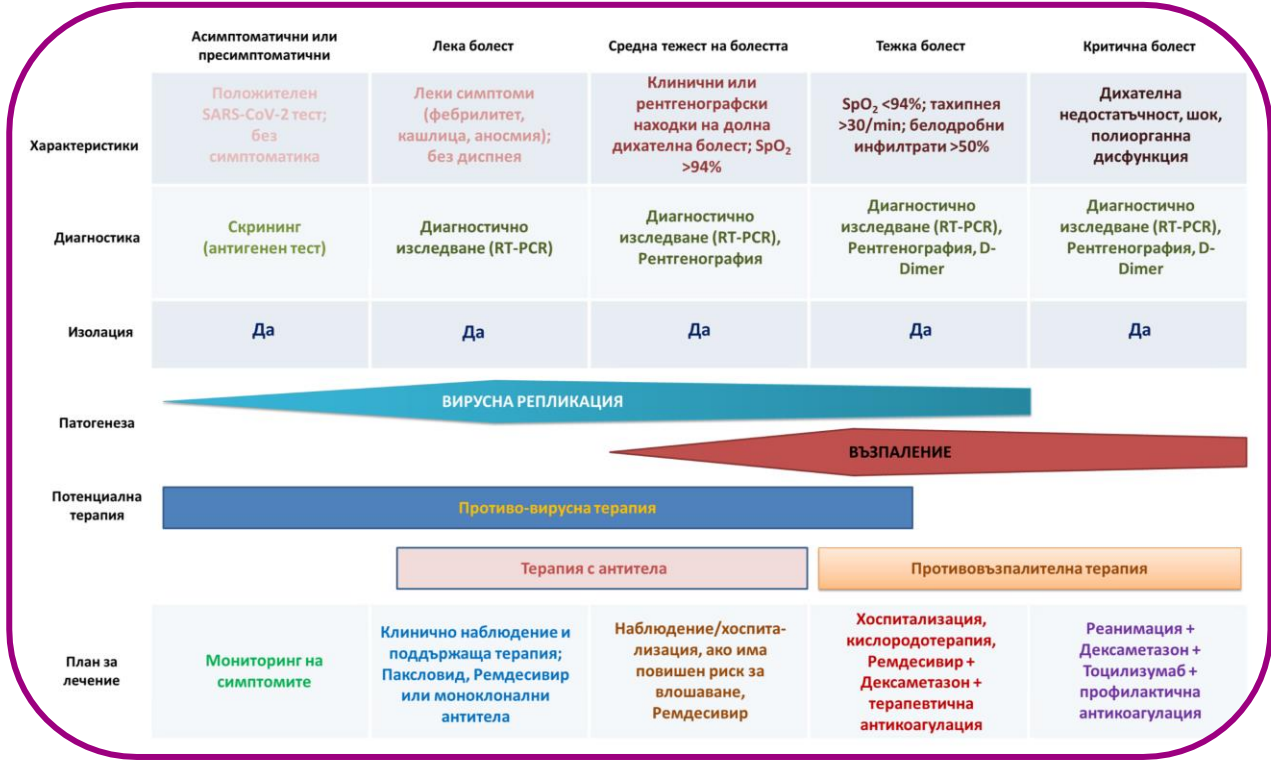 Асимптоматични или
пресимптоматични
Лека болест
Средна тежест на болестта
Тежка болест
Критична болест
Характеристики
Положителен
SARS-CoV-2 тест;
без
симптоматика
Леки симптоми
(фебрилитет,
кашлица, аносмия);
без диспнея
Клинични или
рентгенографски
находки на долна
дихателна болест; SpO₂
>94%
SpO₂ <94%; тахипнея
>30/min; белодробни
инфилтрати >50%
Дихателна
недостатъчност, шок,
полиорганна
дисфункция
Диагностика
Скрининг
(антигенен тест)
Диагностично
изследване (RT-PCR)
Диагностично
изследване (RT-PCR),
Рентгенография
Диагностично
изследване (RT-PCR),
Рентгенография, D-
Dimer
Диагностично
изследване (RT-PCR),
Рентгенография, D-
Dimer
Изолация
Да
Да
Да
Да
Да
Патогенеза
ВИРУСНА РЕПЛИКАЦИЯ
ВЪЗПАЛЕНИЕ
Потенциална
терапия
Противо-вирусна терапия
Терапия с антитела
Противовъзпалителна терапия
План за
лечение
Мониторинг на
симптомите
Клинично наблюдение и
поддържаща терапия;
Паксловид, Ремдесивир
или моноклонални
антитела
Наблюдение/хоспита-
лизация, ако има
повишен риск за
влошаване,
Ремдесивир
Хоспитализация,
кислородотерапия,
Ремдесивир +
Дексаметазон +
терапевтична
антикоагулация
Реанимация +
Дексаметазон +
Тоцилизумаб +
профилактична
антикоагулация